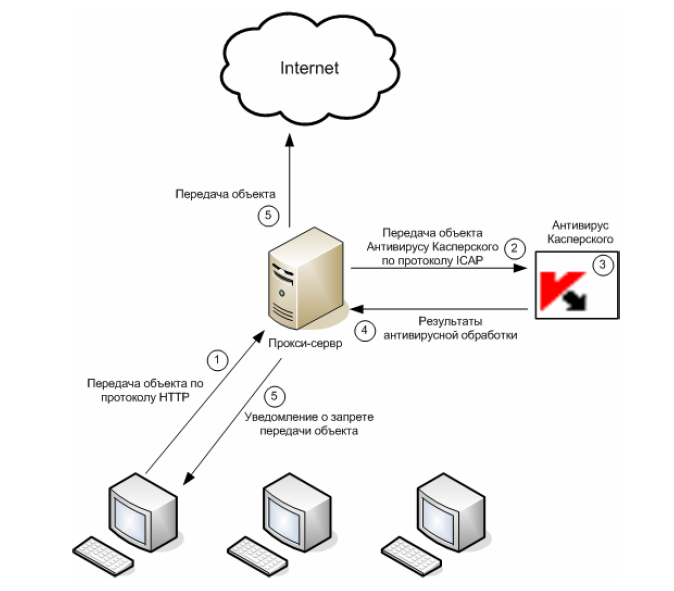 Internet
Передача объекта
5
Передача объекта
Антивирусу Касперского
по протоколу ICAP
2
Антивирус
Касперского
3
Результаты
антивирусной обработки
4
Прокси-сервр
1
Передача объекта по
протоколу HTTP
5
Уведомление о запрете
передачи объекта